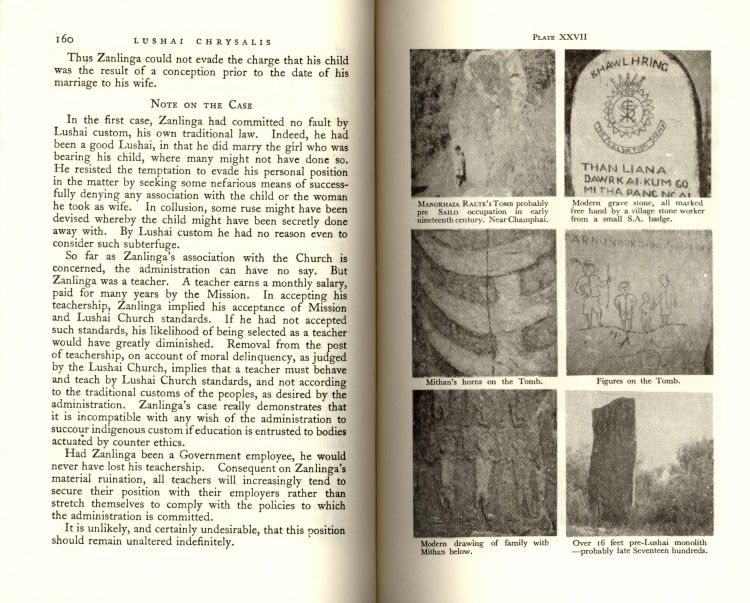 160
LUSHAI CHRYSALIS
Thus Zanlinga could not evade the charge that his child
was the result of a conception prior to the date of his
marriage to his wife.
NOTE ON THE CASE
In the first case, Zanlinga had committed no fault by
Lushai custom, his own traditional law. Indeed, he had
been a good Lushai, in that he did marry the girl who was
bearing his child, where many might not have done so.
He resisted the temptation to evade his personal position
in the matter by seeking some nefarious means of success-
fully denying any association with the child or the woman
he took as wife. In collusion, some ruse might have been
devised whereby the child might have been secretly done
away with. By Lushai custom he had no reason even to
consider such subterfuge.
So far as Zanlinga's association with the Church is
concerned, the administration can have no say. But
Zanlinga was a teacher. A teacher earns a monthly salary,
paid for many years by the Mission. In accepting his
teachership, Zanlinga implied his acceptance of Mission
and Lushai Church standards. If he had not accepted
such standards, his likelihood of being selected as a teacher
would have greatly diminished. Removal from the post
of teachership, on account of moral delinquency, as judged
by the Lushai Church, implies that a teacher must behave
and teach by Lushai Church standards, and not according
to the traditional customs of the peoples, as desired by the
administration. Zanlinga's case really demonstrates that
it is incompatible with any wish of the administration to
succour indigenous custom if education is entrusted to bodies
actuated by counter ethics.
Had Zanlinga been a Government employee, he would
never have lost his teachership. Consequent on Zanlinga's
material ruination, all teachers will increasingly tend to
secure their position with their employers rather than
stretch themselves to comply with the policies to which
the administration is committed.
It is unlikely, and certainly undesirable, that this position
should remain unaltered indefinitely.
PLATE XXVII
MANGKHAIA RALTE'S TOMB probably
pre SAILO occupation in early
nineteenth century. Near Champhai.
KHAWLHRING
THAN LIANA
DAWRKAI-KUM 60
MITHA PANG NGAI
Modern grave stone, all marked
free hand by a village stone worker
from a small S.A. badge.
Mithan's horns on the Tomb.
Figures on the Tomb.
Modern drawing of family with
Mithan below.
Over 16 feet pre-Lushai monolith
—probably late Seventeen hundreds.